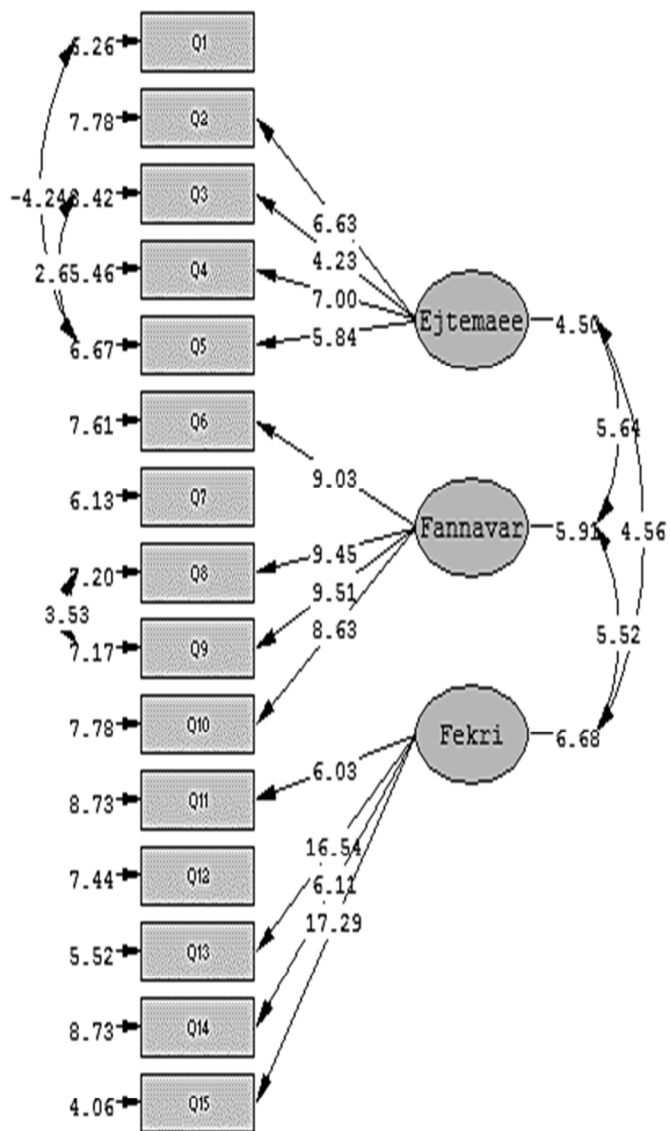 6.26 Q1
7.78 Q2
-4.24 8.42 Q3
6.63
4.23
2.65 5.46 Q4
7.00
Ejtemaee 4.50
6.67 Q5
5.84
7.61 Q6
5.64
9.03
6.13 Q7
Fannavar 5.91 4.56
7.20 Q8
9.45
9.51
3.53
8.63
5.52
7.17 Q9
7.78 Q10
Fekri 6.68
8.73 Q11
6.03
16.54
7.44 Q12
6.11
17.29
5.52 Q13
8.73 Q14
4.06 Q15